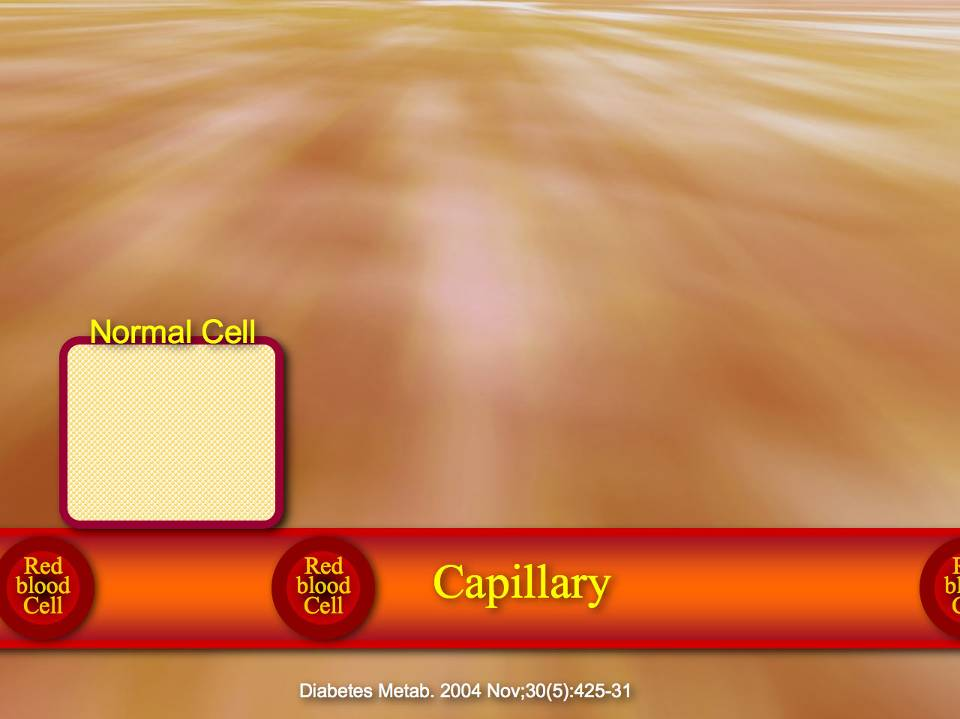 Normal Cell
Red
blood
Cell
Red
blood
Cell
Capillary
Diabetes Metab. 2004 Nov;30(5):425-31